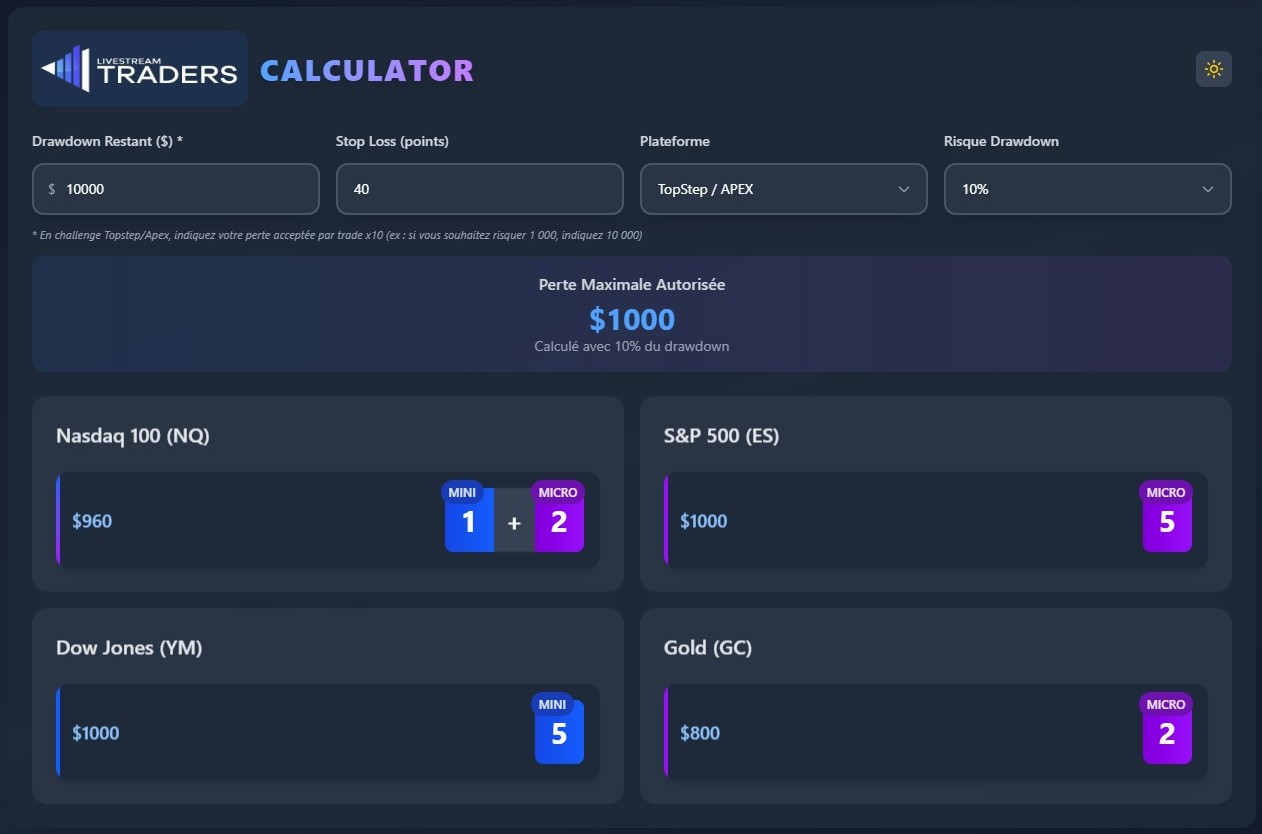 LIVESTREAM
TRADERS
CALCULATOR
Drawdown Restant ($) *
Stop Loss (points)
Plateforme
Risque Drawdown
$ 10000
40
TopStep / APEX
10%
* En challenge Topstep/Apex, indiquez votre perte acceptée par trade x10 (ex : si vous souhaitez risquer 1 000, indiquez 10 000)
Perte Maximale Autorisée
$1000
Calculé avec 10% du drawdown
Nasdaq 100 (NQ)
$960
MINI
1
+
MICRO
2
S&P 500 (ES)
$1000
MICRO
5
Dow Jones (YM)
$1000
MINI
5
Gold (GC)
$800
MICRO
2